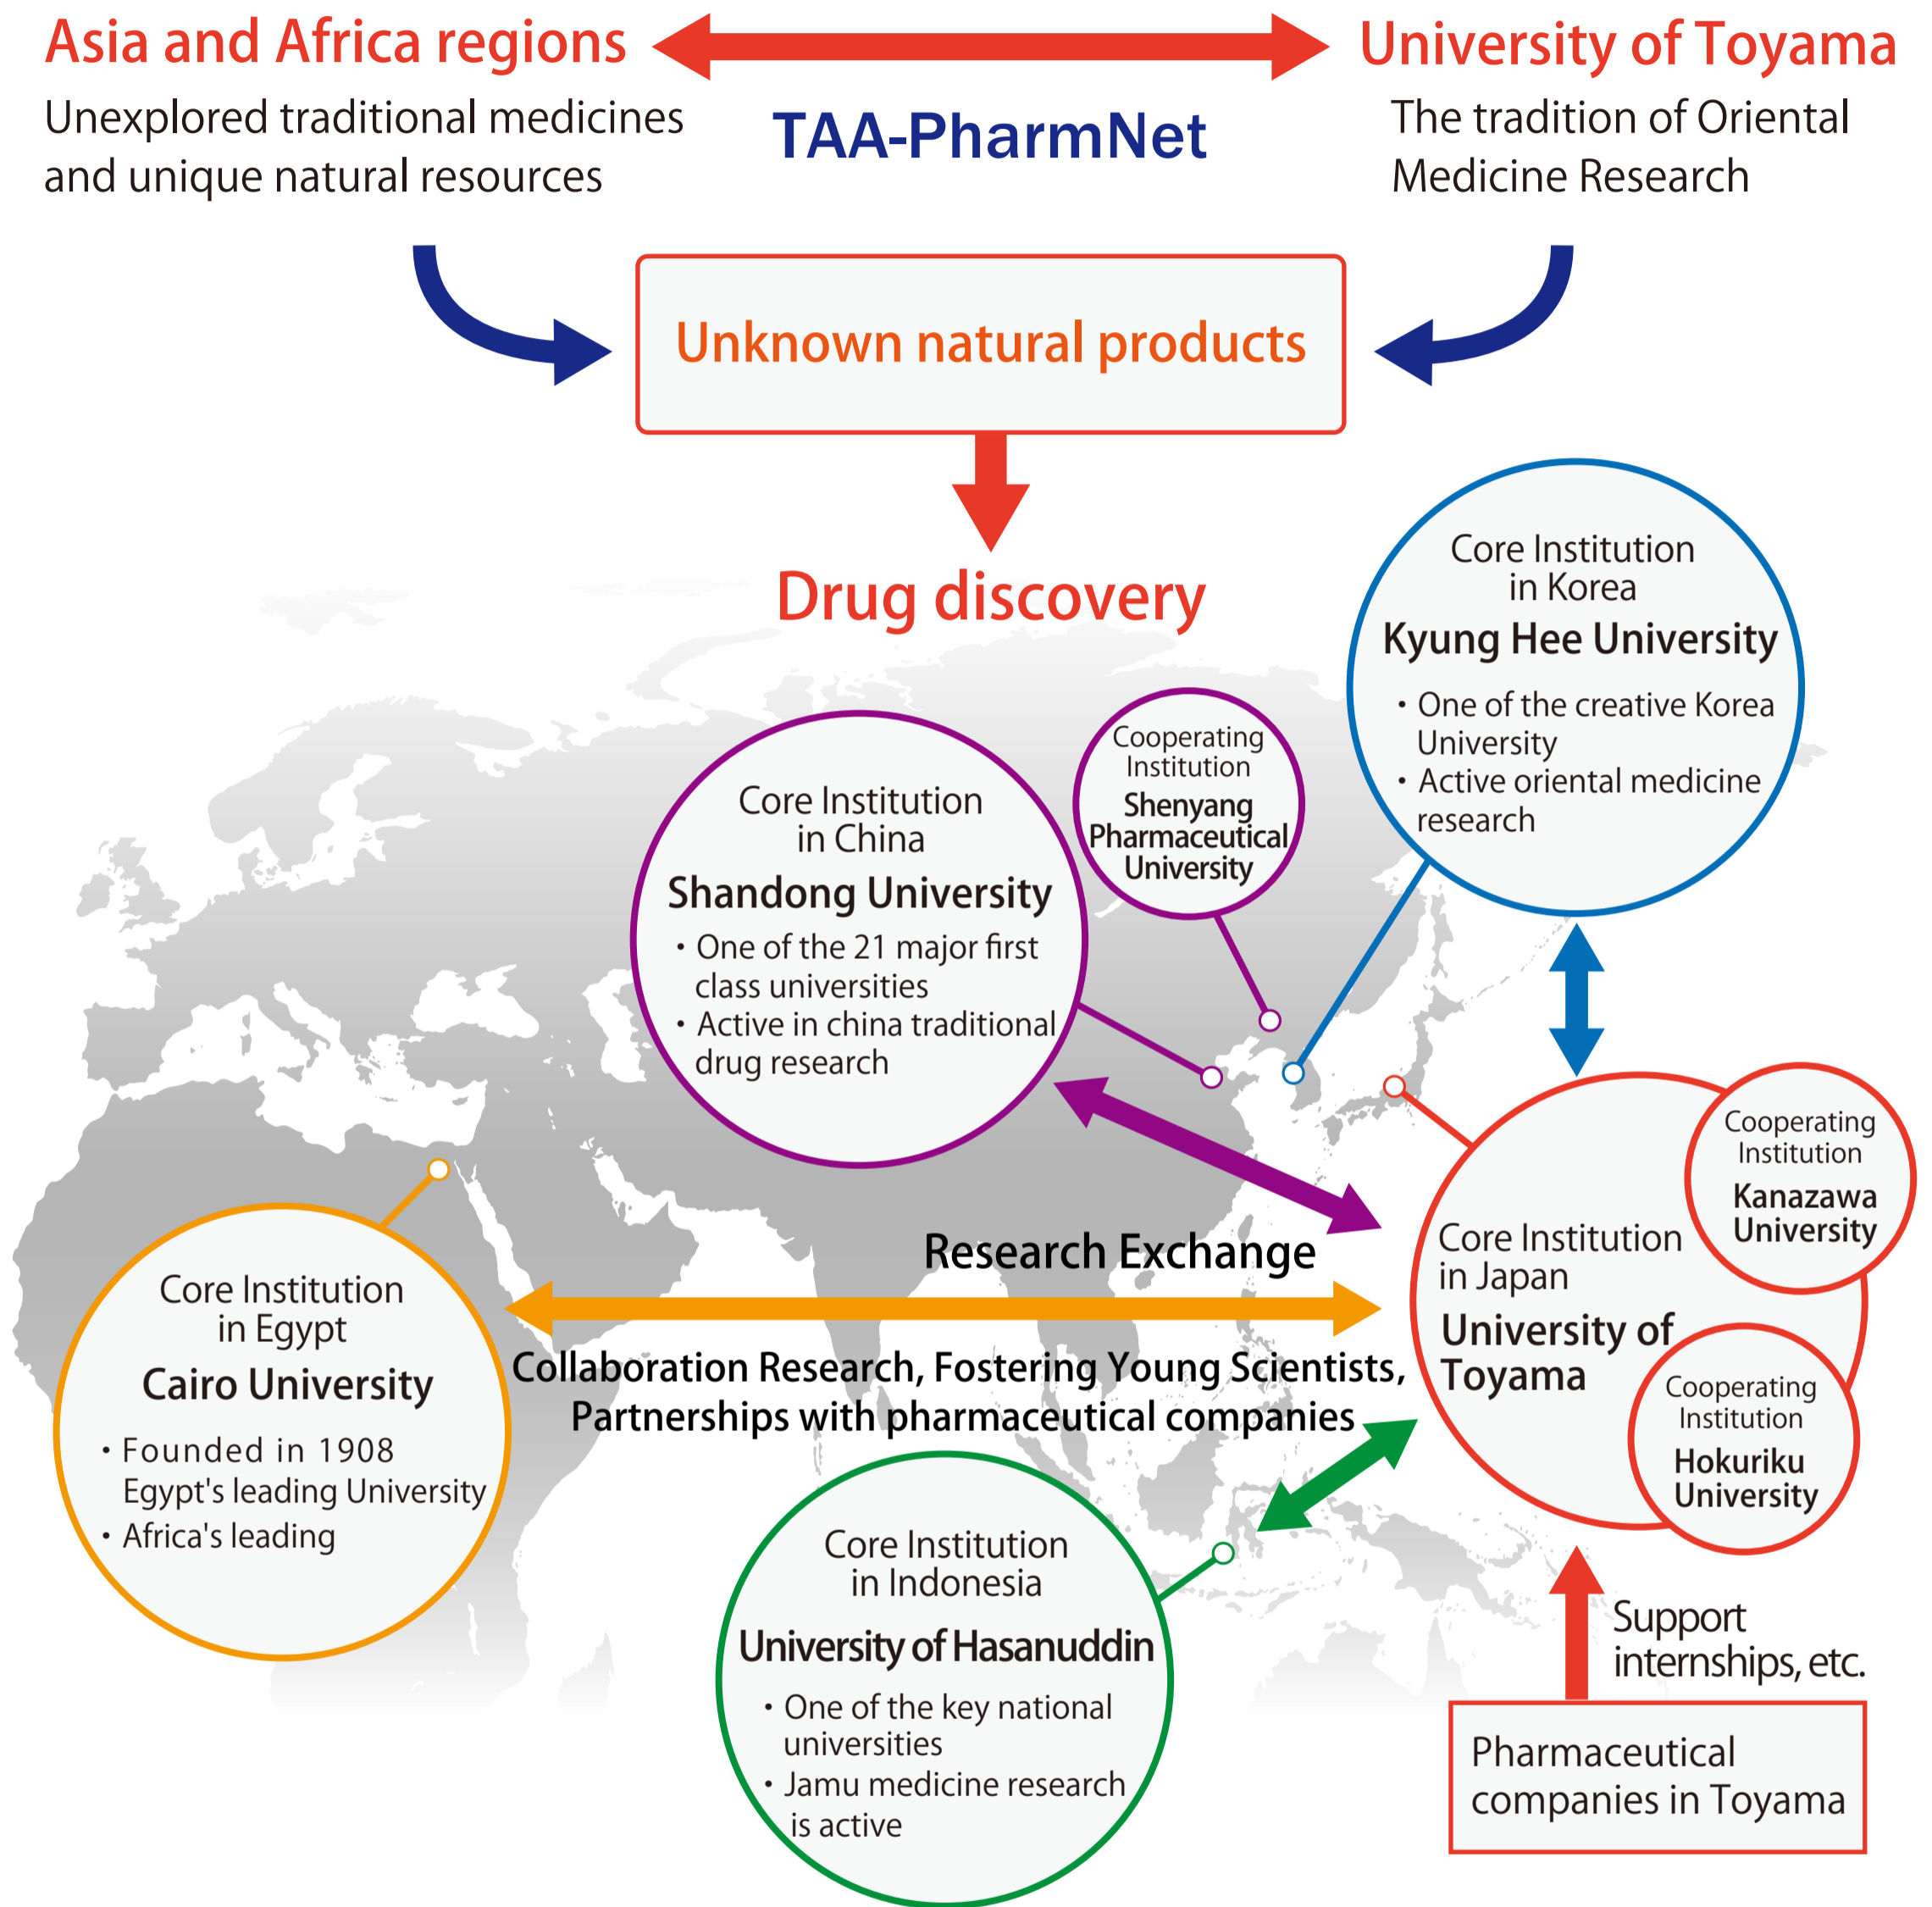 Asia and Africa regions
Unexplored traditional medicines
and unique natural resources
TAA-PharmNet
University of Toyama
The tradition of Oriental
Medicine Research
Unknown natural products
Drug discovery
Core Institution
in Korea
Kyung Hee University
・One of the creative Korea
University
・Active oriental medicine
research
Cooperating
Institution
Shenyang
Pharmaceutical
University
Core Institution
in China
Shandong University
・One of the 21 major first
class universities
・Active in china traditional
drug research
Cooperating
Institution
Kanazawa
University
Core Institution
in Japan
University of
Toyama
Cooperating
Institution
Hokuriku
University
Research Exchange
Collaboration Research, Fostering Young Scientists,
Partnerships with pharmaceutical companies
Core Institution
in Egypt
Cairo University
・Founded in 1908
Egypt's leading University
・Africa's leading
Core Institution
in Indonesia
University of Hasanuddin
・One of the key national
universities
・Jamu medicine research
is active
Support
internships, etc.
Pharmaceutical
companies in Toyama